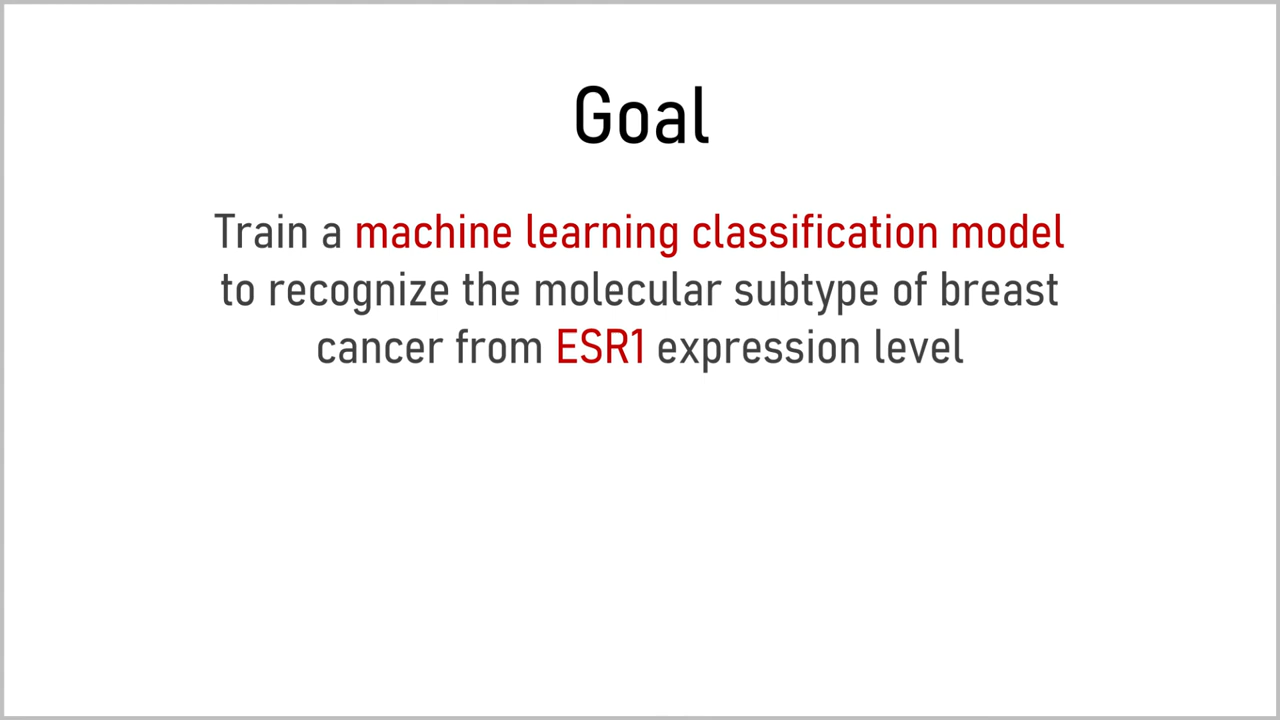 Goal
Train a machine learning classification model
to recognize the molecular subtype of breast
cancer from ESR1 expression level